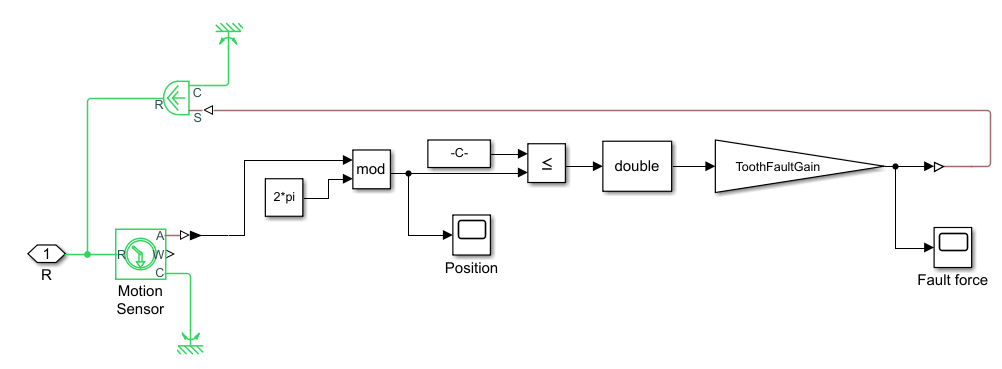 C
R
S
-C-
≤
double
ToothFaultGain
mod
2*pi
A
1
R
W
C
R
Position
Fault force
Motion
Sensor